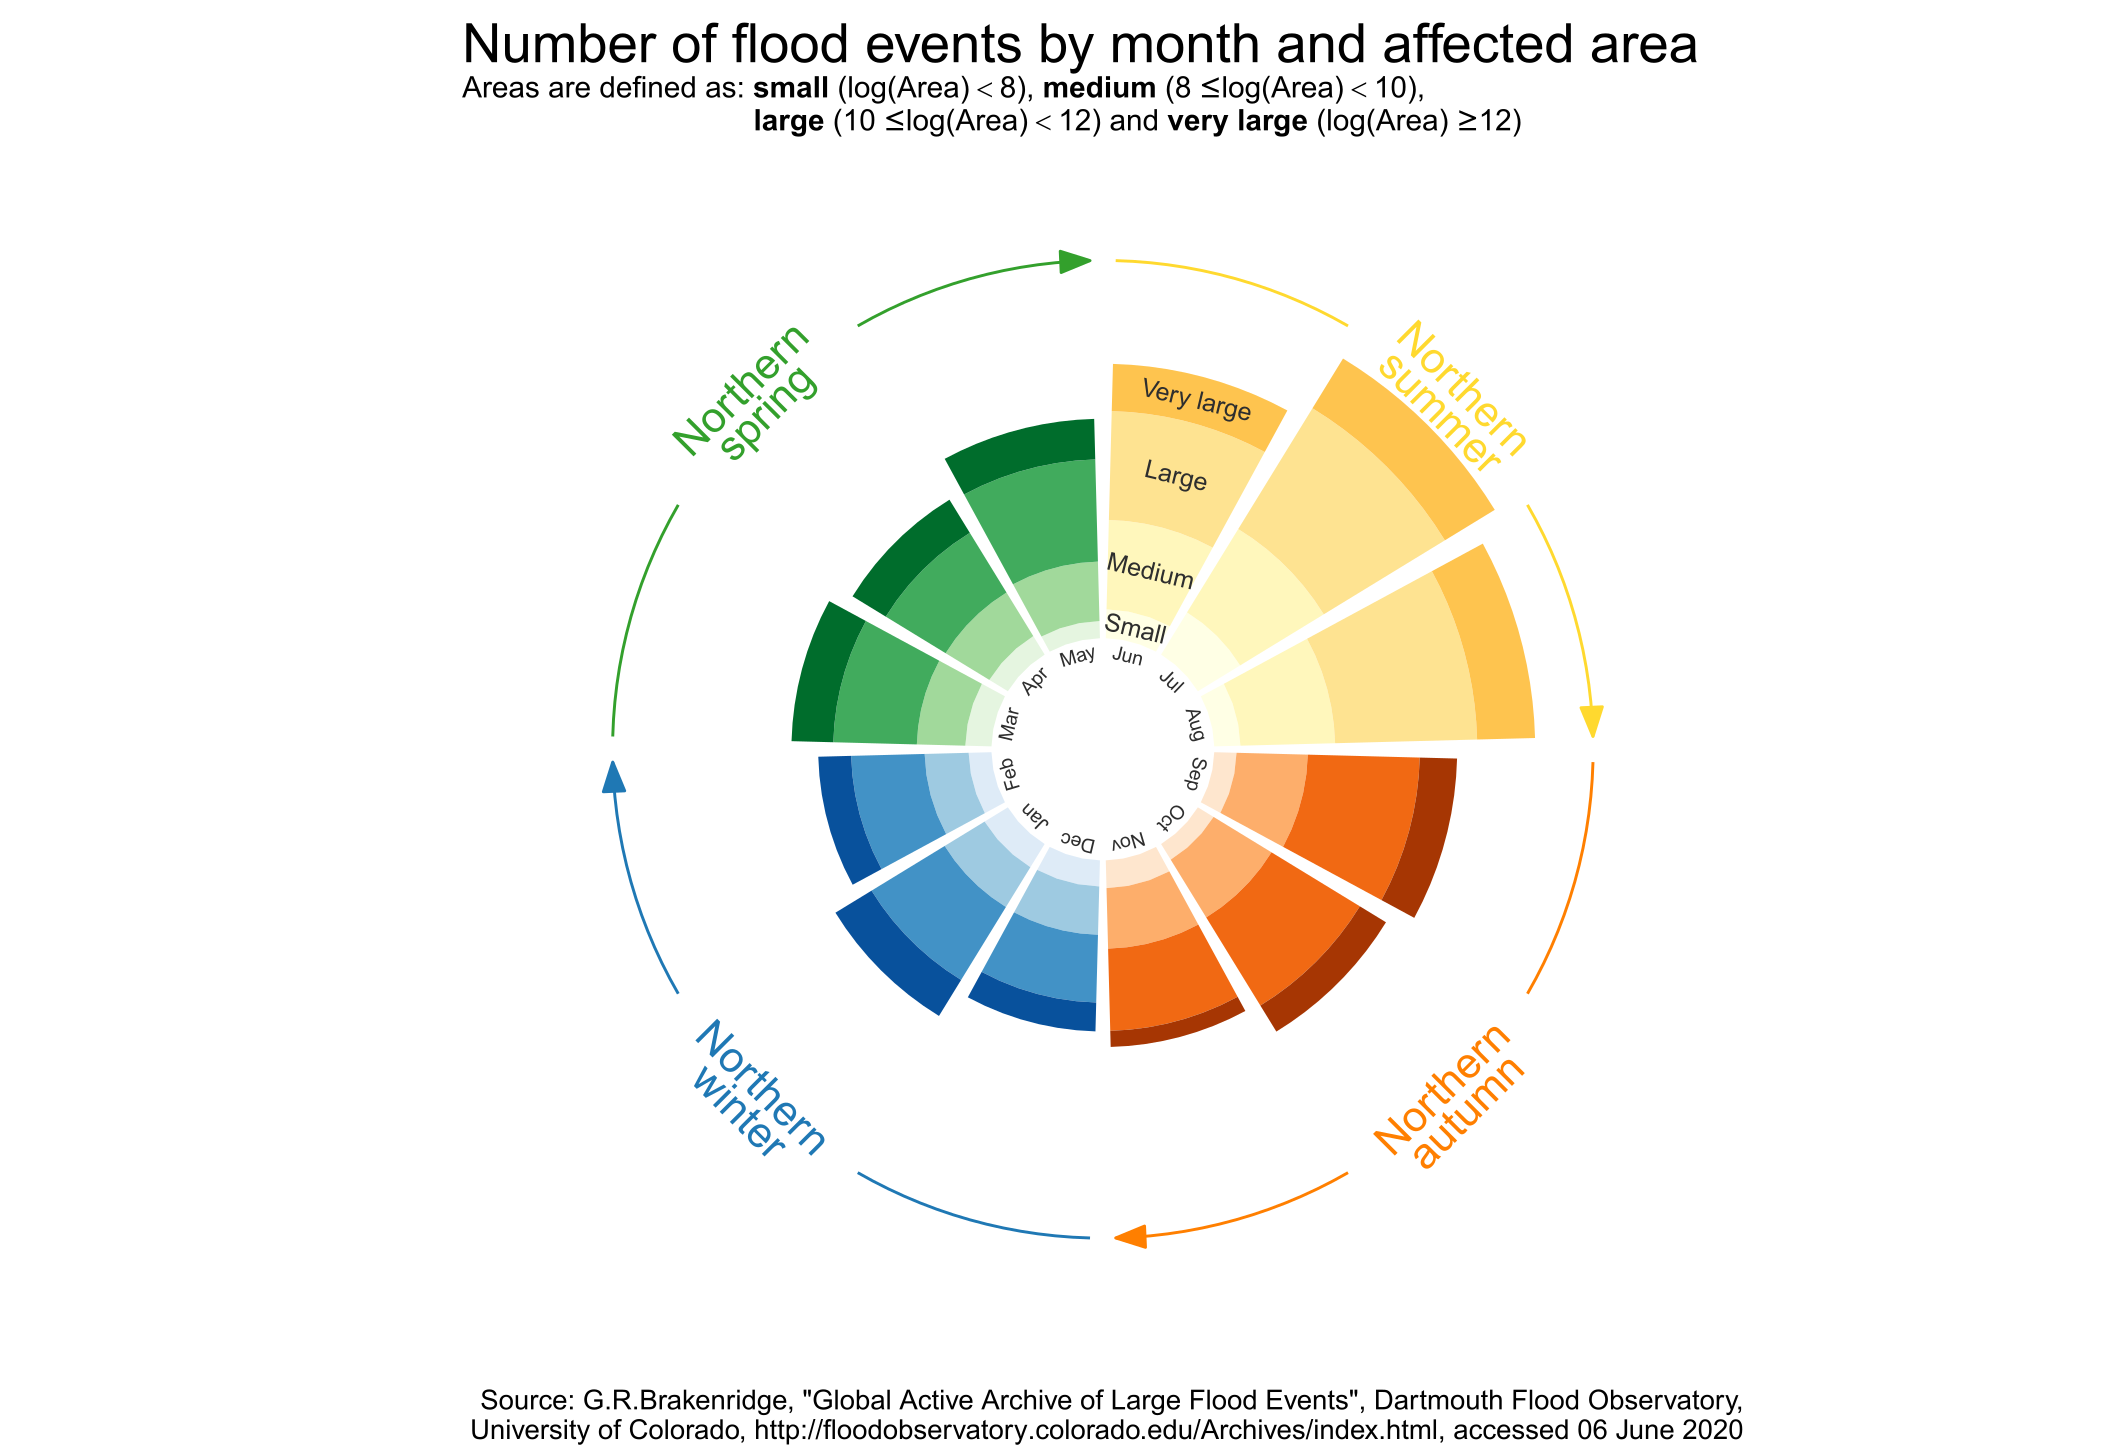 Number of flood events by month and affected area
Areas are defined as: small (log(Area) < 8), medium (8 ≤log(Area) < 10),
large (10 ≤log(Area) < 12) and very large (log(Area) ≥12)
Northern
spring
Northern
summer
Very large
Large
Medium
Small
Jun
Jul
Aug
Sep
Oct
Nov
Dec
Jan
Feb
Mar
Apr
May
Northern
winter
Northern
autumn
Source: G.R.Brakenridge, "Global Active Archive of Large Flood Events", Dartmouth Flood Observatory,
University of Colorado, http://floodobservatory.colorado.edu/Archives/index.html, accessed 06 June 2020